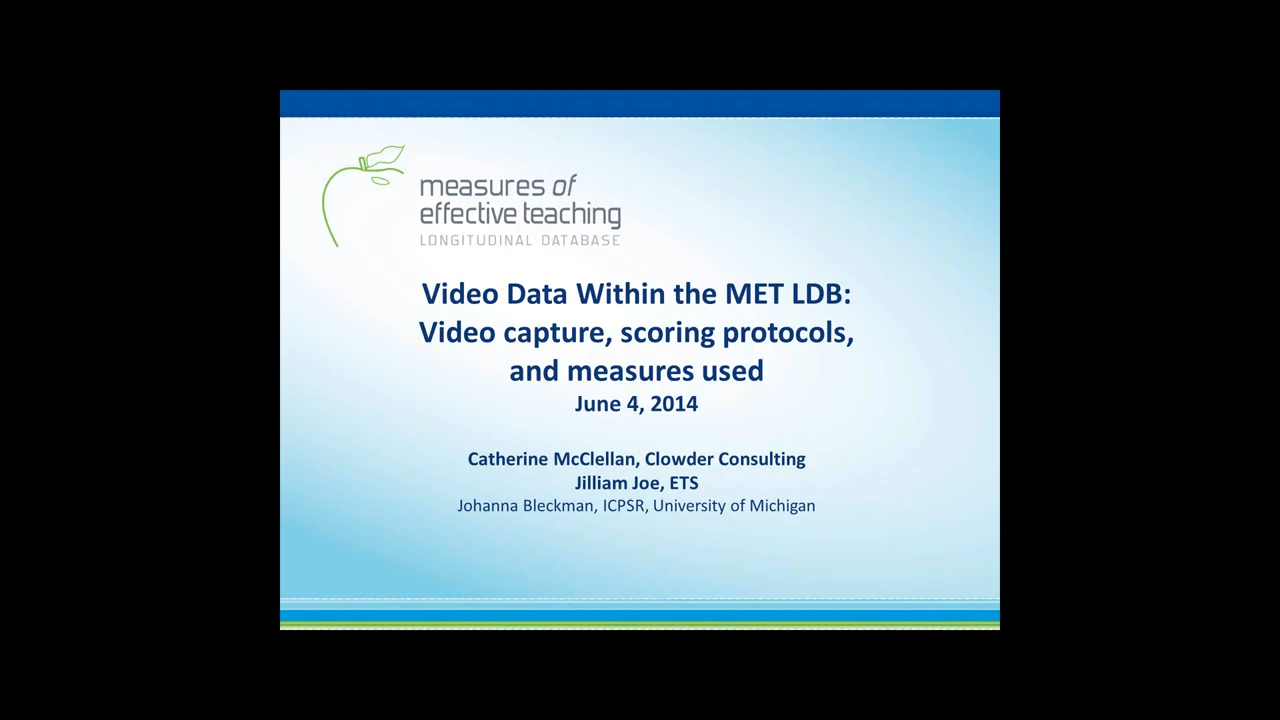 measures of
effective teaching
LONGITUDINAL DATABASE
Video Data Within the MET LDB:
Video capture, scoring protocols,
and measures used
June 4, 2014
Catherine McClellan, Clowder Consulting
Jilliam Joe, ETS
Johanna Bleckman, ICPSR, University of Michigan